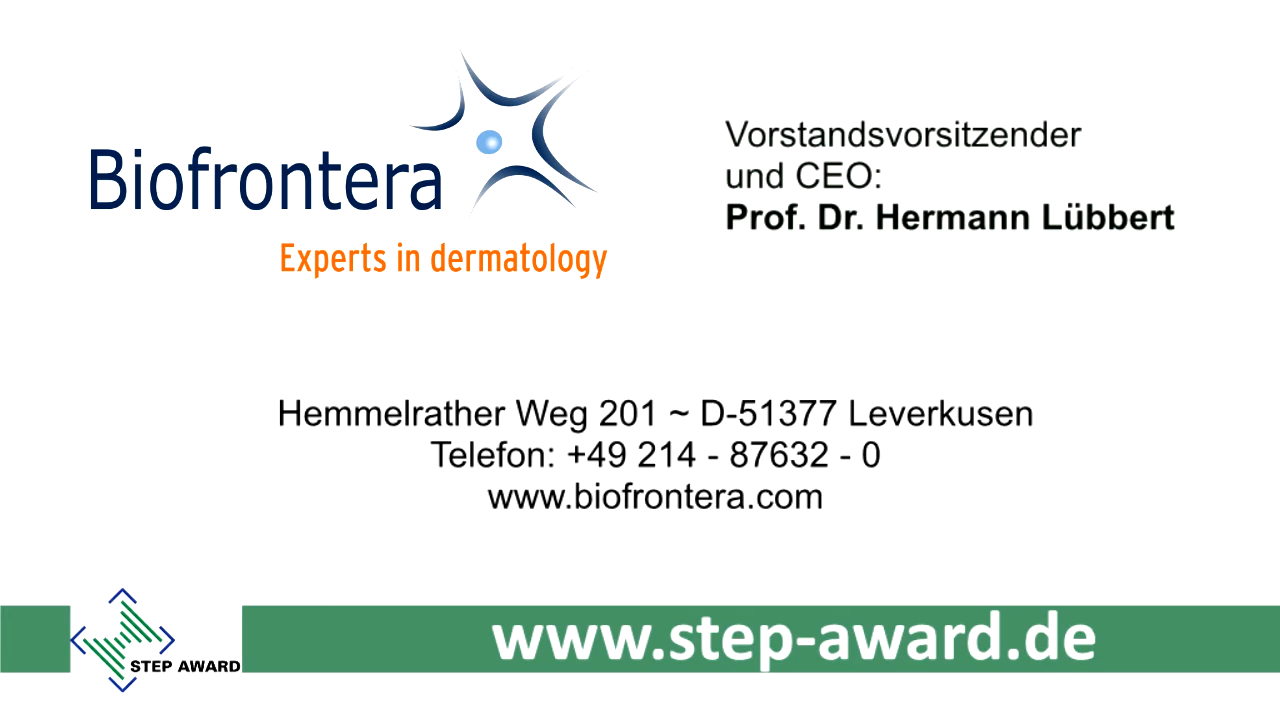 Biofrontera
Experts in dermatology
Vorstandsvorsitzender
und CEO:
Prof. Dr. Hermann Lübbert
Hemmelrather Weg 201 ~ D-51377 Leverkusen
Telefon: +49 214 - 87632 - 0
www.biofrontera.com
STEP AWARD
www.step-award.de